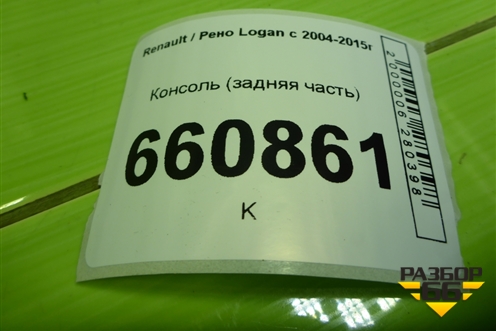 Renault / Рено Logan с 2004-2015г
Консоль (задняя часть)
660861
К
2000006280398
РАЗБОР
66